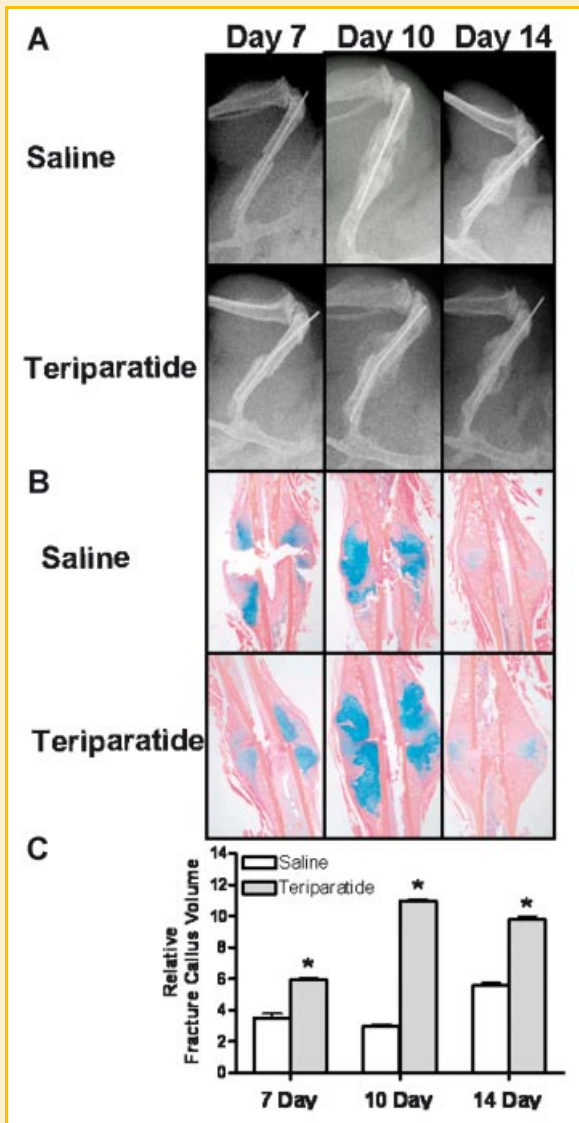 A Day 7 Day 10 Day 14
Saline
Teriparatide
B
Saline
Teriparatide
C
14
12
10
8
6
4
2
0
Relative
Fracture Callus Volume
Saline
Teriparatide
*
*
*
7 Day 10 Day 14 Day